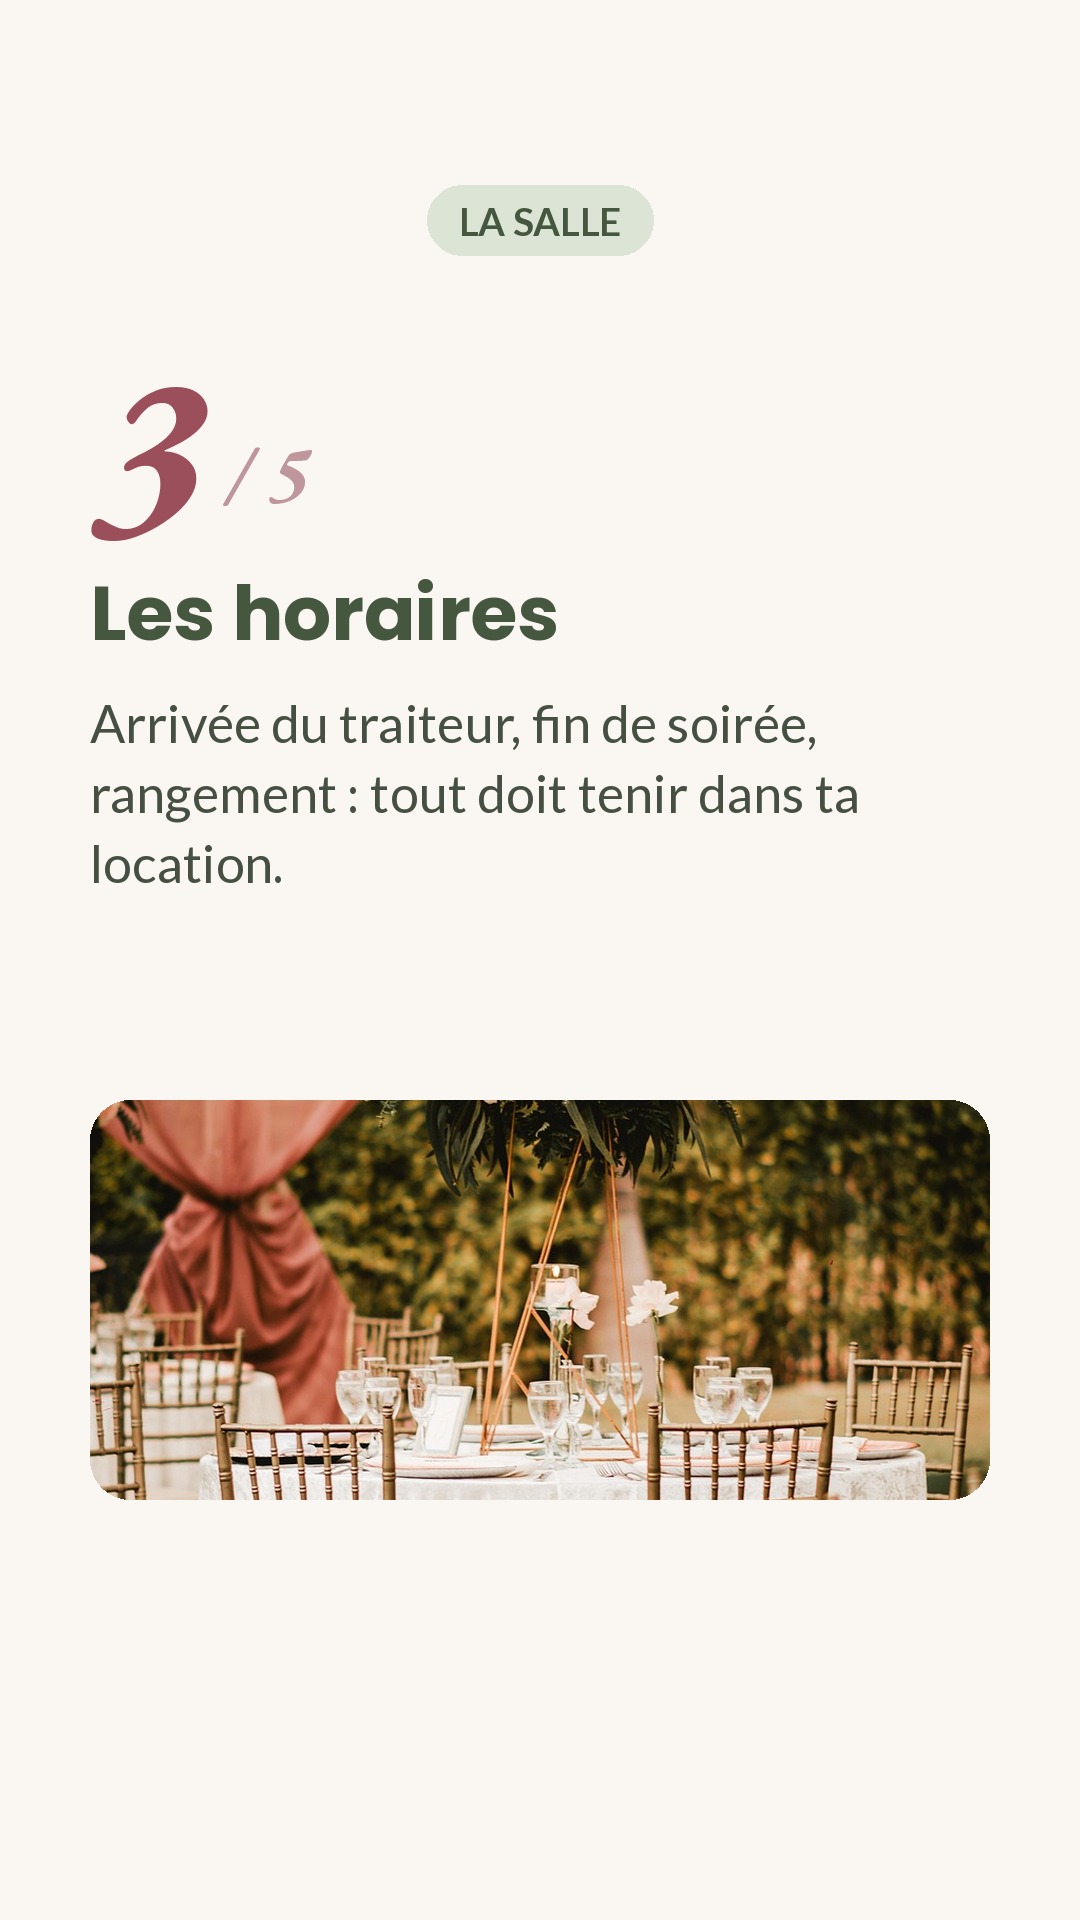 LA SALLE
3 / 5
Les horaires
Arrivée du traiteur, fin de soirée,
rangement : tout doit tenir dans ta
location.